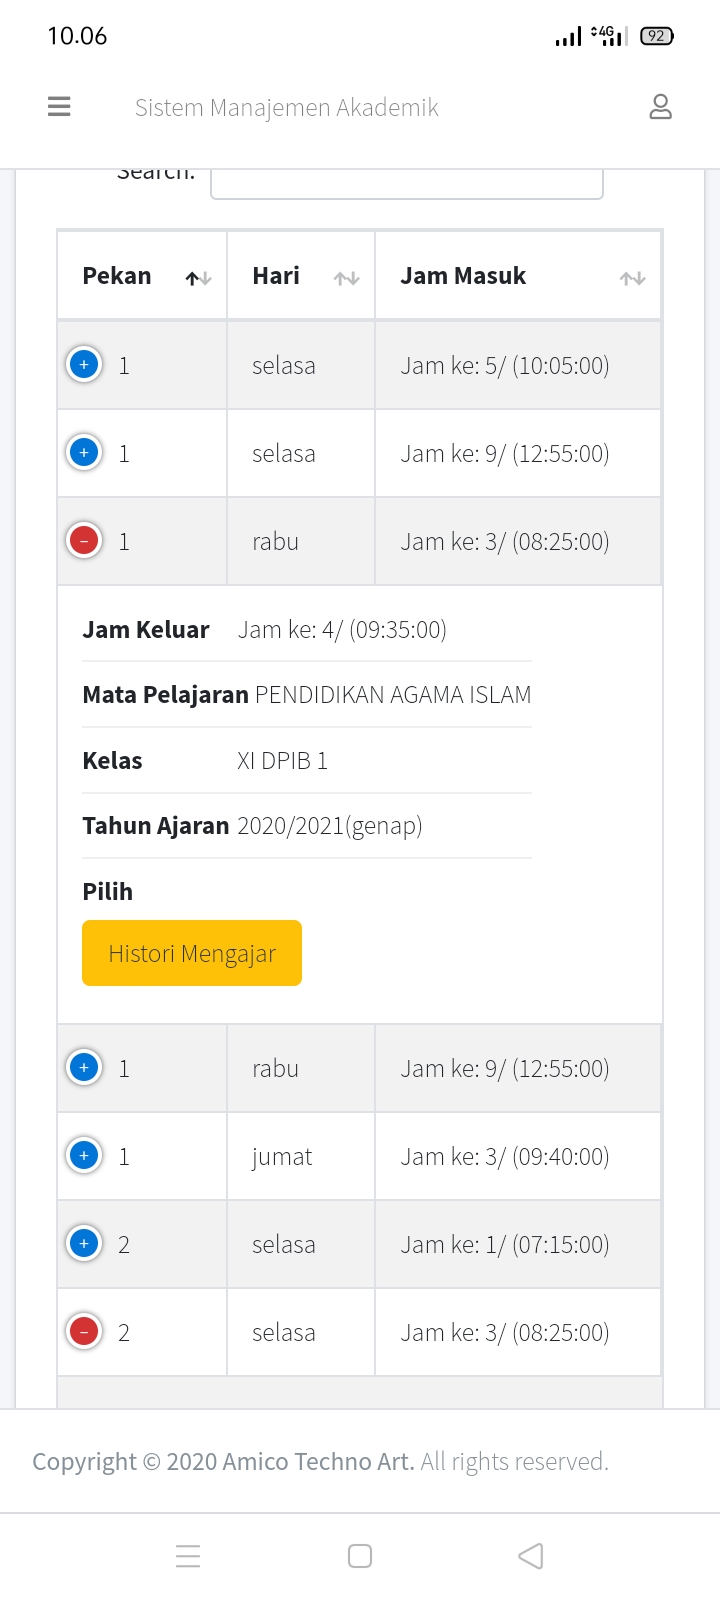 10.06
4G
92
Sistem Manajemen Akademik
Search:
Pekan Hari Jam Masuk
+ 1 selasa Jam ke: 5/ (10:05:00)
+ 1 selasa Jam ke: 9/ (12:55:00)
- 1 rabu Jam ke: 3/ (08:25:00)
Jam Keluar Jam ke: 4/ (09:35:00)
Mata Pelajaran PENDIDIKAN AGAMA ISLAM
Kelas XI DPIB 1
Tahun Ajaran 2020/2021(genap)
Pilih
Histori Mengajar
+ 1 rabu Jam ke: 9/ (12:55:00)
+ 1 jumat Jam ke: 3/ (09:40:00)
+ 2 selasa Jam ke: 1/ (07:15:00)
- 2 selasa Jam ke: 3/ (08:25:00)
Copyright © 2020 Amico Techno Art. All rights reserved.